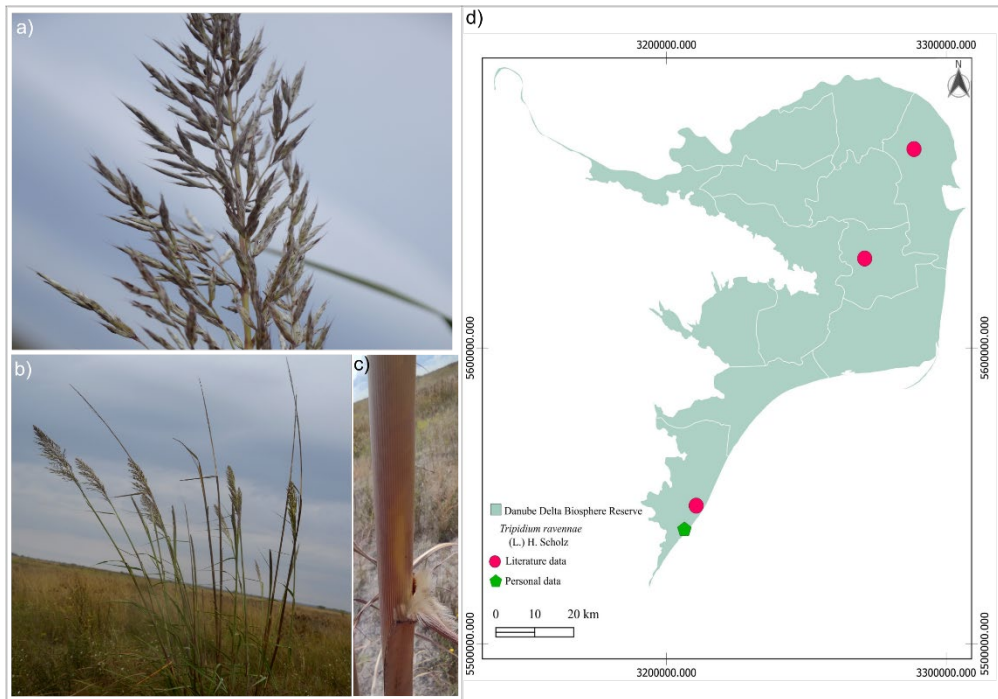 a)
b)
c)
d)
3200000.000
3300000.000
N
5600000.000
5600000.000
5500000.000
5500000.000
Danube Delta Biosphere Reserve
Tripidium ravennae
(L.) H. Scholz
Literature data
Personal data
0 10 20 km
3200000.000
3300000.000